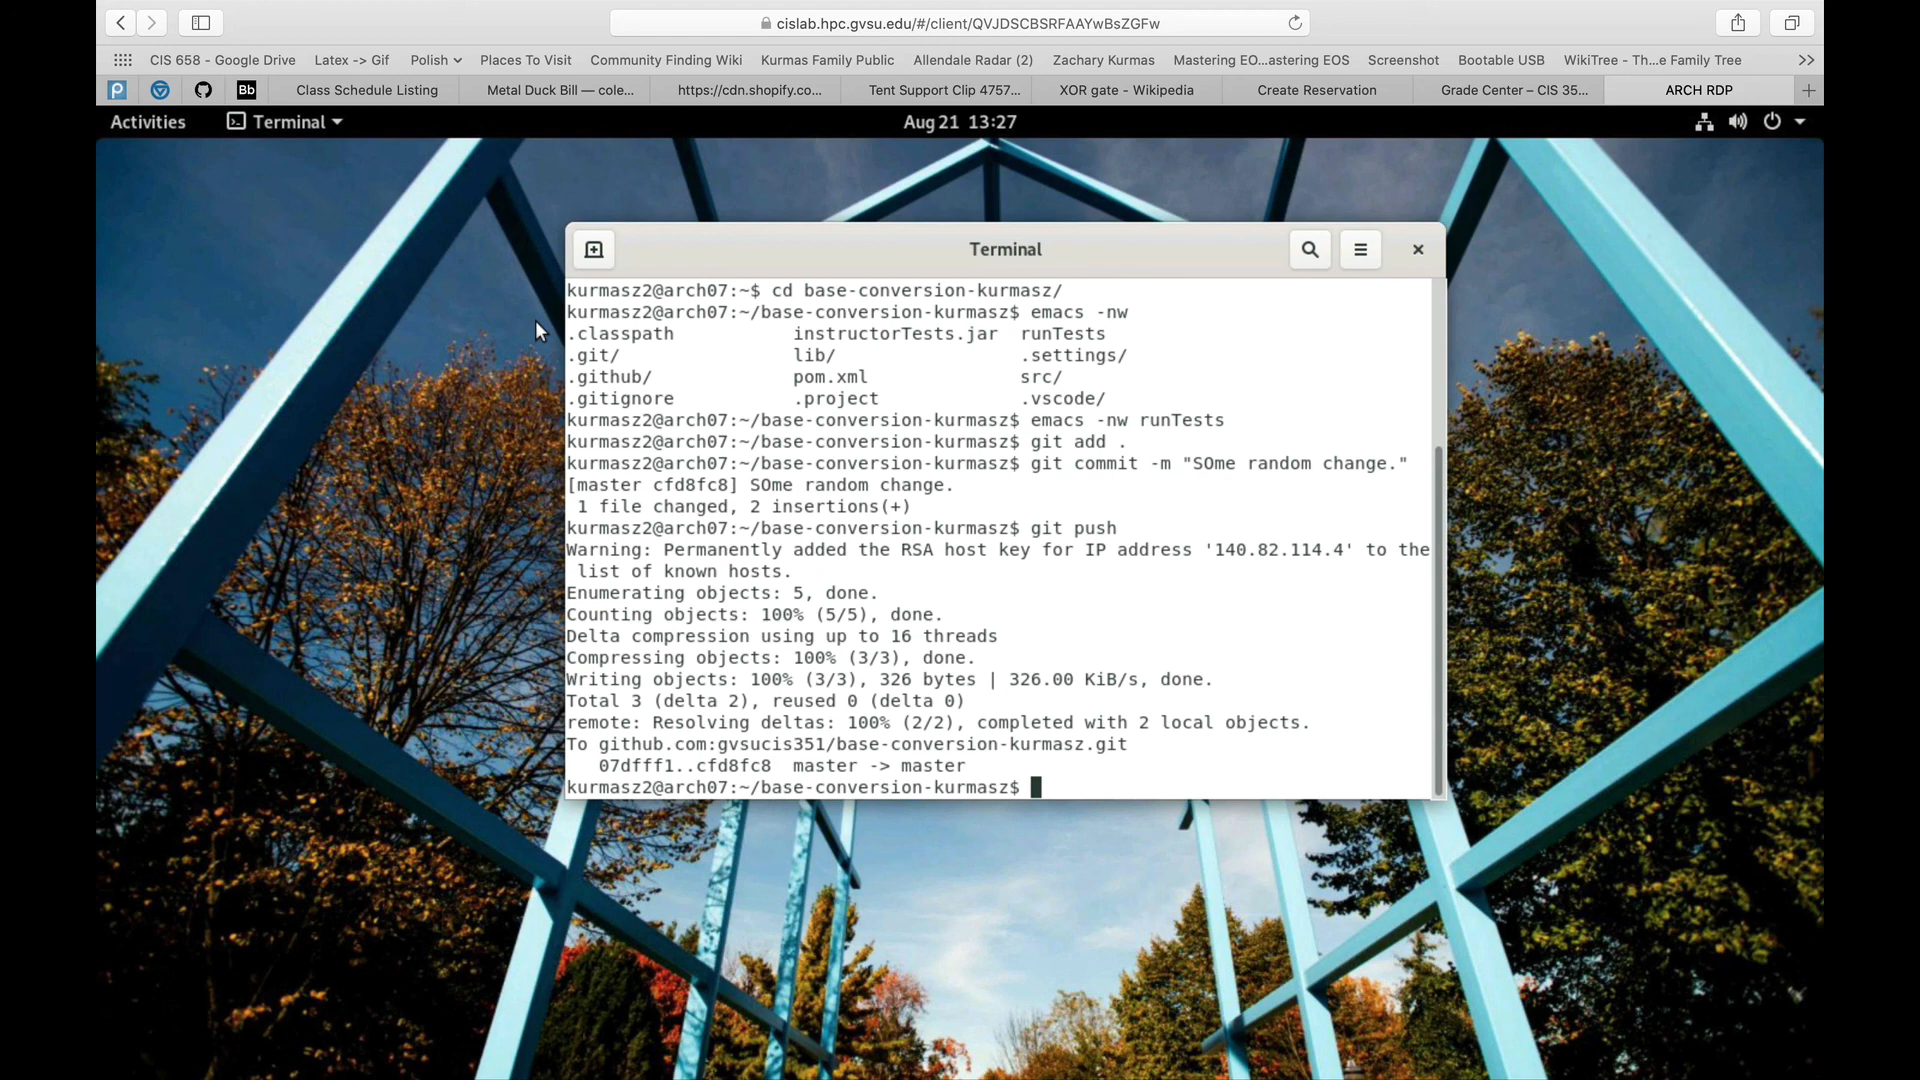 cislab.hpc.gvsu.edu/#/client/QVJDSCBSRFAAYwBsZGFw
CIS 658 - Google Drive Latex -> Gif Polish Places To Visit Community Finding Wiki Kurmas Family Public Allendale Radar (2) Zachary Kurmas Mastering EO...astering EOS Screenshot Bootable USB WikiTree - Th...e Family Tree >>
P Bb Class Schedule Listing Metal Duck Bill — cole... https://cdn.shopify.co... Tent Support Clip 4757... XOR gate - Wikipedia Create Reservation Grade Center – CIS 35... ARCH RDP +
Activities Terminal Aug 21 13:27
Terminal
kurmasz2@arch07:~$ cd base-conversion-kurmasz/
kurmasz2@arch07:~/base-conversion-kurmasz$ emacs -nw
.classpath instructorTests.jar runTests
.git/ lib/ .settings/
.github/ pom.xml src/
.gitignore .project .vscode/
kurmasz2@arch07:~/base-conversion-kurmasz$ emacs -nw runTests
kurmasz2@arch07:~/base-conversion-kurmasz$ git add .
kurmasz2@arch07:~/base-conversion-kurmasz$ git commit -m "SOme random change."
[master cfd8fc8] SOme random change.
1 file changed, 2 insertions(+)
kurmasz2@arch07:~/base-conversion-kurmasz$ git push
Warning: Permanently added the RSA host key for IP address '140.82.114.4' to the
list of known hosts.
Enumerating objects: 5, done.
Counting objects: 100% (5/5), done.
Delta compression using up to 16 threads
Compressing objects: 100% (3/3), done.
Writing objects: 100% (3/3), 326 bytes | 326.00 KiB/s, done.
Total 3 (delta 2), reused 0 (delta 0)
remote: Resolving deltas: 100% (2/2), completed with 2 local objects.
To github.com:gvsucis351/base-conversion-kurmasz.git
07dfff1..cfd8fc8 master -> master
kurmasz2@arch07:~/base-conversion-kurmasz$